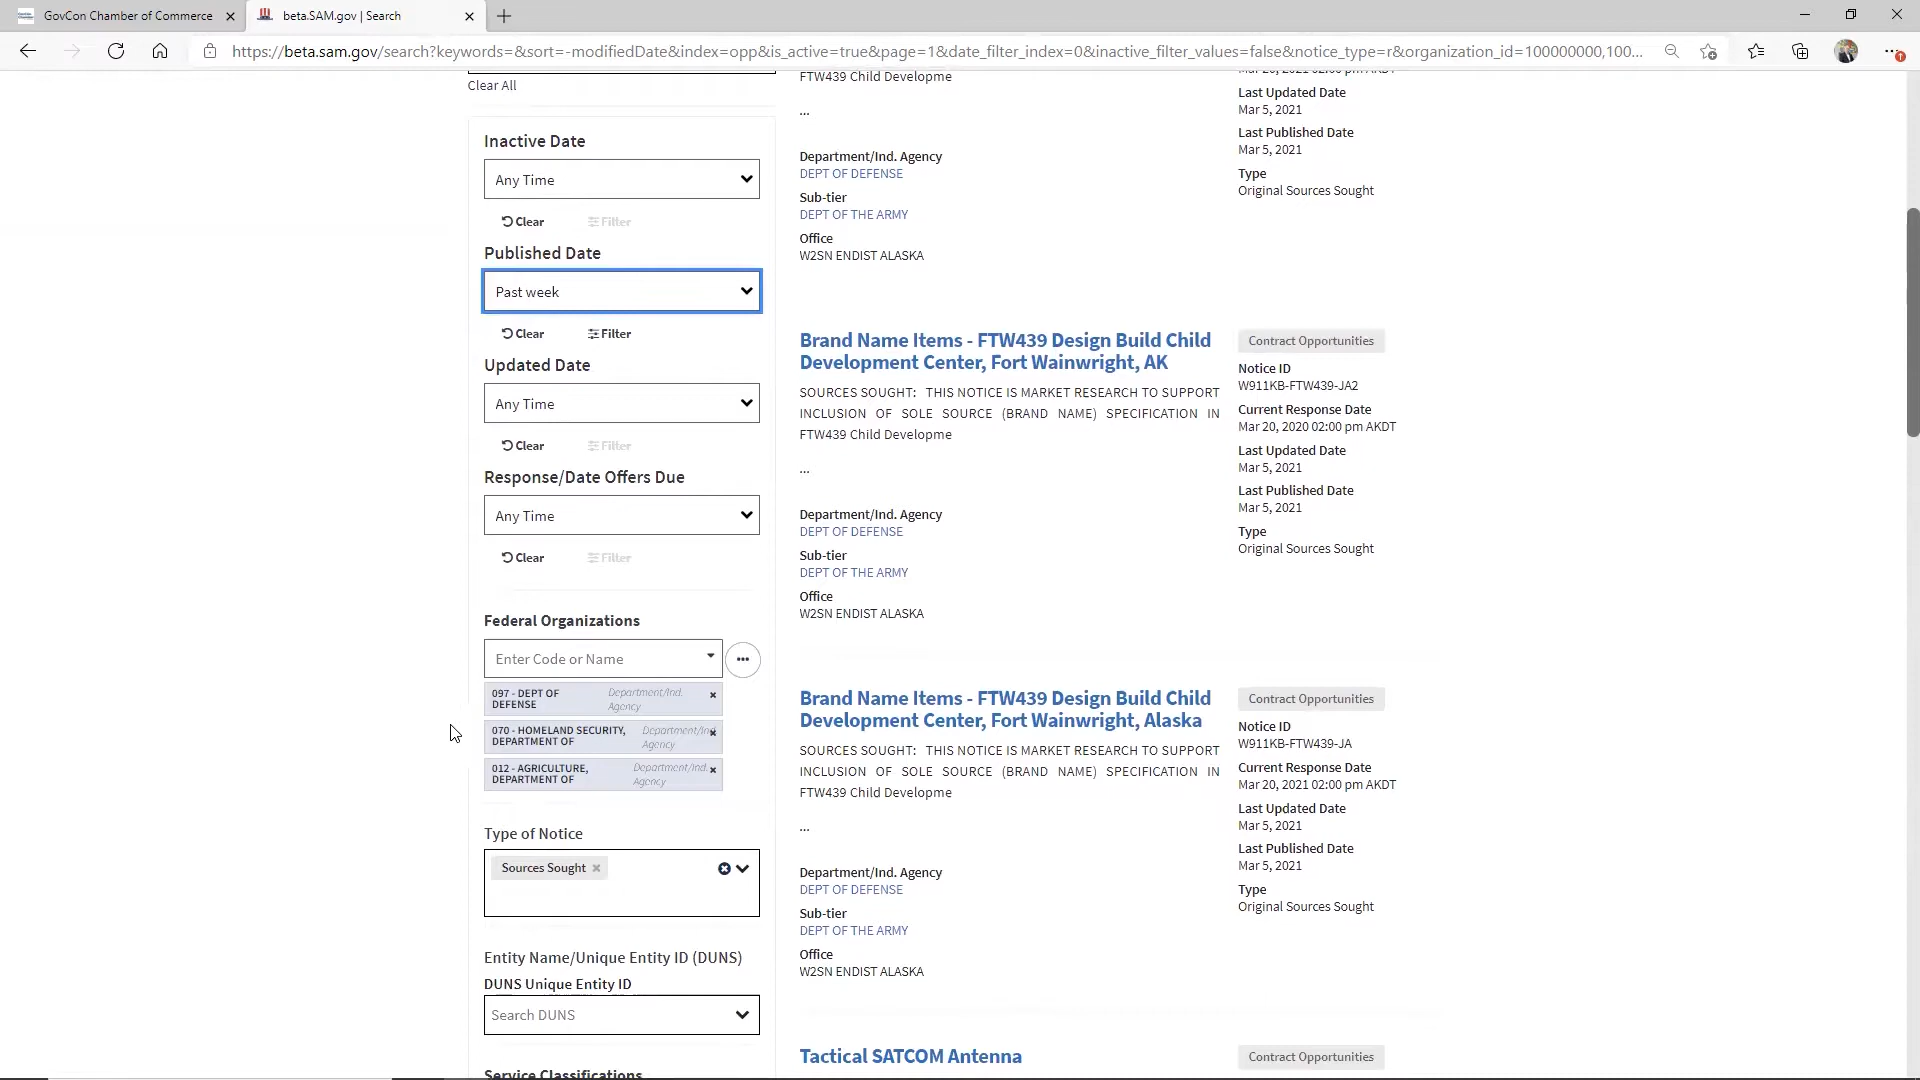 GovCon Chamber of Commerce
beta.SAM.gov | Search
https://beta.sam.gov/search?keywords=&sort=-modifiedDate&index=opp&is_active=true&page=1&date_filter_index=0&inactive_filter_values=false&notice_type=r&organization_id=100000000,100...
Clear All
Inactive Date
Any Time
Clear Filter
Published Date
Past week
Clear Filter
Updated Date
Any Time
Clear Filter
Response/Date Offers Due
Any Time
Clear Filter
Federal Organizations
Enter Code or Name
097 - DEPT OF DEFENSE
Department/Ind. Agency
070 - HOMELAND SECURITY, DEPARTMENT OF
Department/Ind. Agency
012 - AGRICULTURE, DEPARTMENT OF
Department/Ind. Agency
Type of Notice
Sources Sought
Entity Name/Unique Entity ID (DUNS)
DUNS Unique Entity ID
Search DUNS
Service Classifications
FTW439 Child Developme
...
Department/Ind. Agency
DEPT OF DEFENSE
Sub-tier
DEPT OF THE ARMY
Office
W2SN ENDIST ALASKA
Mar 20, 2021 02:00 pm AKDT
Last Updated Date
Mar 5, 2021
Last Published Date
Mar 5, 2021
Type
Original Sources Sought
Brand Name Items - FTW439 Design Build Child
Development Center, Fort Wainwright, AK
SOURCES SOUGHT: THIS NOTICE IS MARKET RESEARCH TO SUPPORT
INCLUSION OF SOLE SOURCE (BRAND NAME) SPECIFICATION IN
FTW439 Child Developme
...
Department/Ind. Agency
DEPT OF DEFENSE
Sub-tier
DEPT OF THE ARMY
Office
W2SN ENDIST ALASKA
Contract Opportunities
Notice ID
W911KB-FTW439-JA2
Current Response Date
Mar 20, 2020 02:00 pm AKDT
Last Updated Date
Mar 5, 2021
Last Published Date
Mar 5, 2021
Type
Original Sources Sought
Brand Name Items - FTW439 Design Build Child
Development Center, Fort Wainwright, Alaska
SOURCES SOUGHT: THIS NOTICE IS MARKET RESEARCH TO SUPPORT
INCLUSION OF SOLE SOURCE (BRAND NAME) SPECIFICATION IN
FTW439 Child Developme
...
Department/Ind. Agency
DEPT OF DEFENSE
Sub-tier
DEPT OF THE ARMY
Office
W2SN ENDIST ALASKA
Contract Opportunities
Notice ID
W911KB-FTW439-JA
Current Response Date
Mar 20, 2021 02:00 pm AKDT
Last Updated Date
Mar 5, 2021
Last Published Date
Mar 5, 2021
Type
Original Sources Sought
Tactical SATCOM Antenna
Contract Opportunities